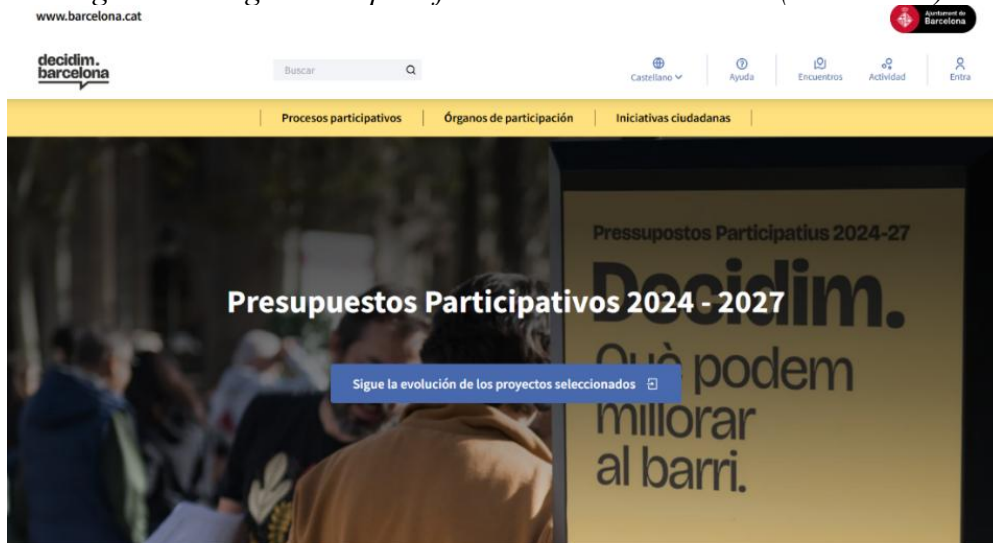 www.barcelona.cat
Ajuntament de
Barcelona
decidim.
barcelona
Buscar
Castellano
Ayuda
Encuentros
Actividad
Entra
Procesos participativos
Órganos de participación
Iniciativas ciudadanas
Pressupostos Participatius 2024-27
Decidim.
Presupuestos Participativos 2024 - 2027
Què podem
millorar
al barri.
Sigue la evolución de los proyectos seleccionados